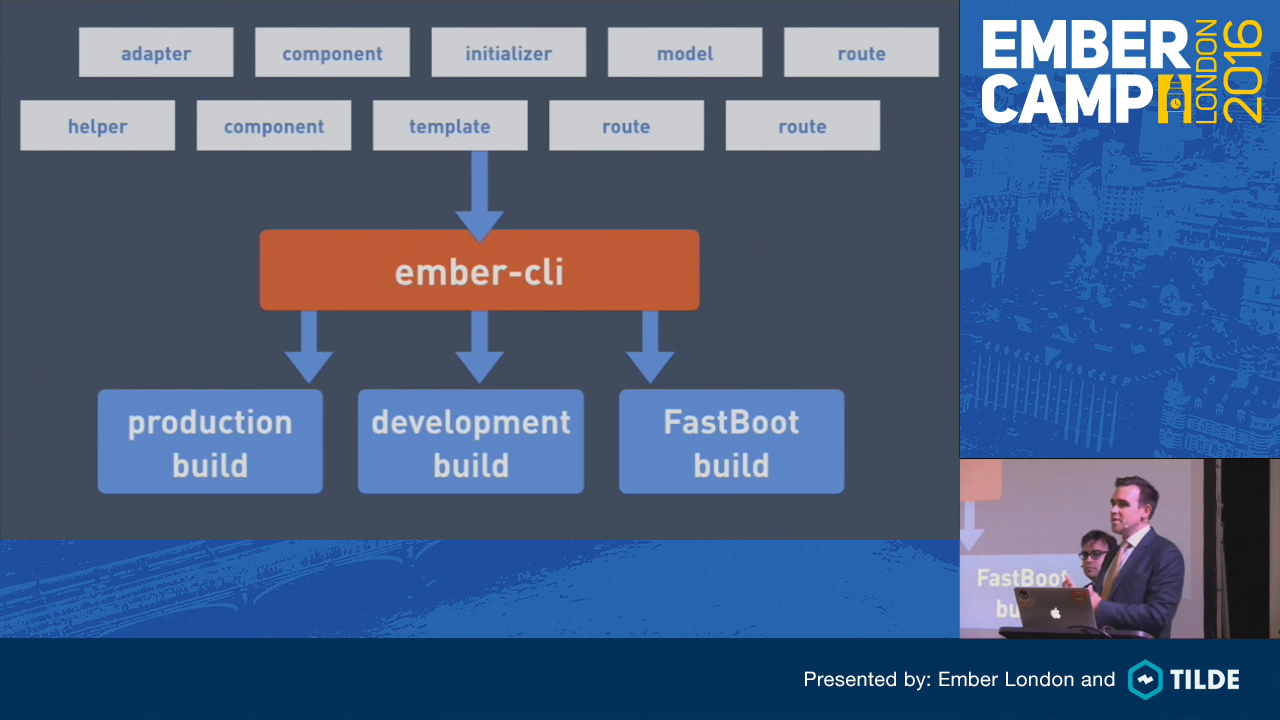 adapter component initializer model route
helper component template route route
ember-cli
production build
development build
FastBoot build
EMBER
CAMP
LONDON
2016
FastBoot
bu
Presented by: Ember London and TILDE